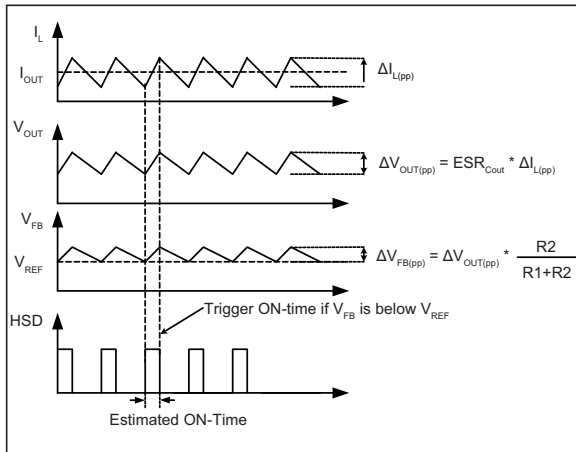 I_L
I_OUT
ΔI_L(pp)
V_OUT
ΔV_OUT(pp) = ESR_Cout * ΔI_L(pp)
V_FB
V_REF
ΔV_FB(pp) = ΔV_OUT(pp) * R2
R1+R2
Trigger ON-time if V_FB is below V_REF
HSD
Estimated ON-Time